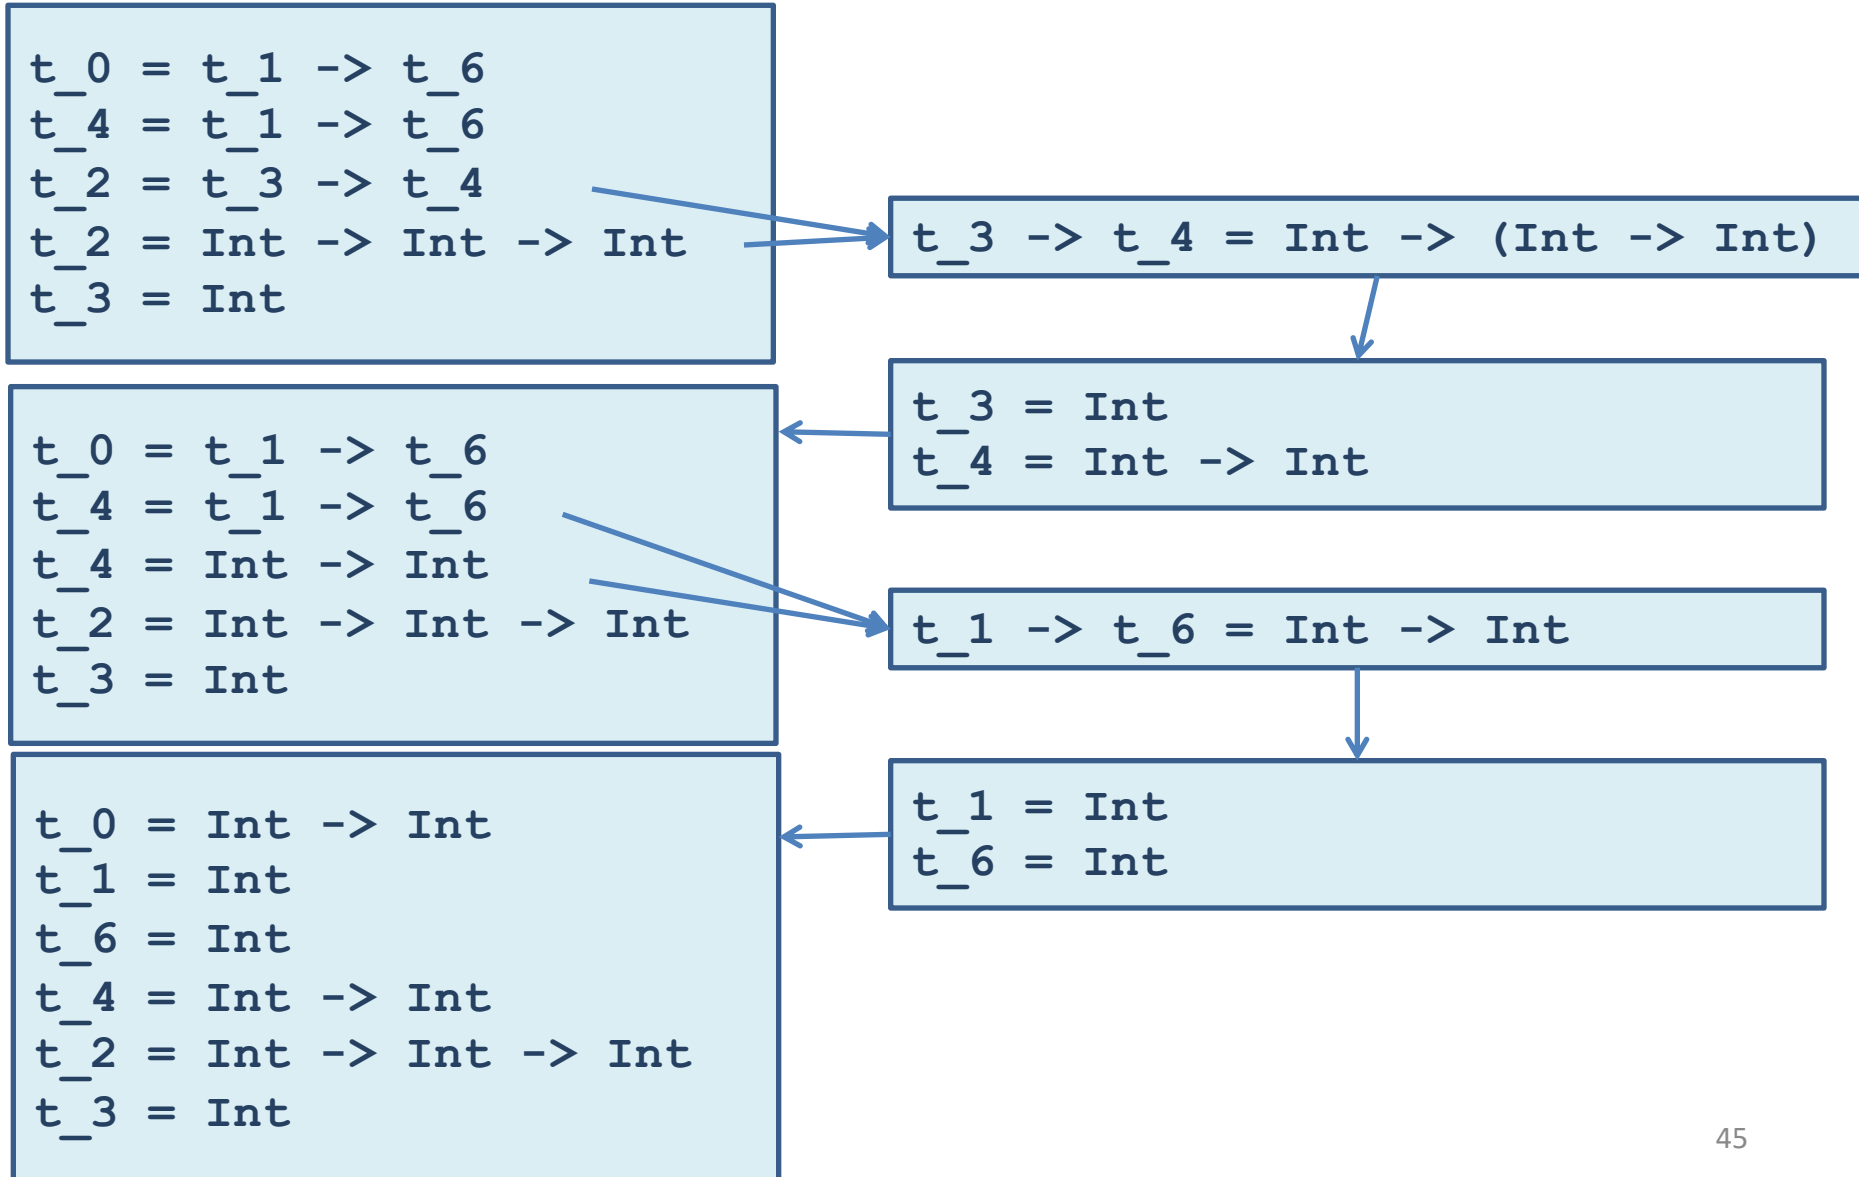 t_0 = t_1 -> t_6
t_4 = t_1 -> t_6
t_2 = t_3 -> t_4
t_2 = Int -> Int -> Int
t_3 = Int
t_3 -> t_4 = Int -> (Int -> Int)
t_3 = Int
t_4 = Int -> Int
t_0 = t_1 -> t_6
t_4 = t_1 -> t_6
t_4 = Int -> Int
t_2 = Int -> Int -> Int
t_3 = Int
t_1 -> t_6 = Int -> Int
t_1 = Int
t_6 = Int
t_0 = Int -> Int
t_1 = Int
t_6 = Int
t_4 = Int -> Int
t_2 = Int -> Int -> Int
t_3 = Int
45